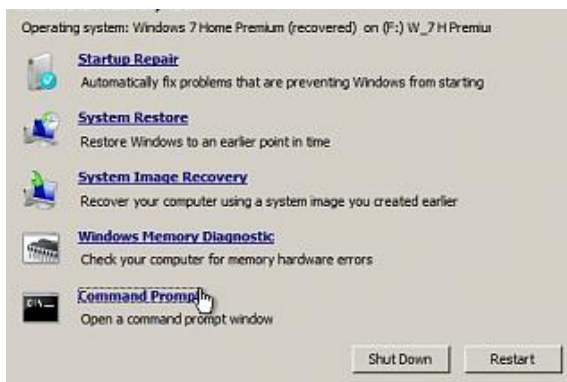 Operating system: Windows 7 Home Premium (recovered) on (F:) W_7 H Premiu
Startup Repair
Automatically fix problems that are preventing Windows from starting
System Restore
Restore Windows to an earlier point in time
System Image Recovery
Recover your computer using a system image you created earlier
Windows Memory Diagnostic
Check your computer for memory hardware errors
Command Prompt
Open a command prompt window
Shut Down
Restart